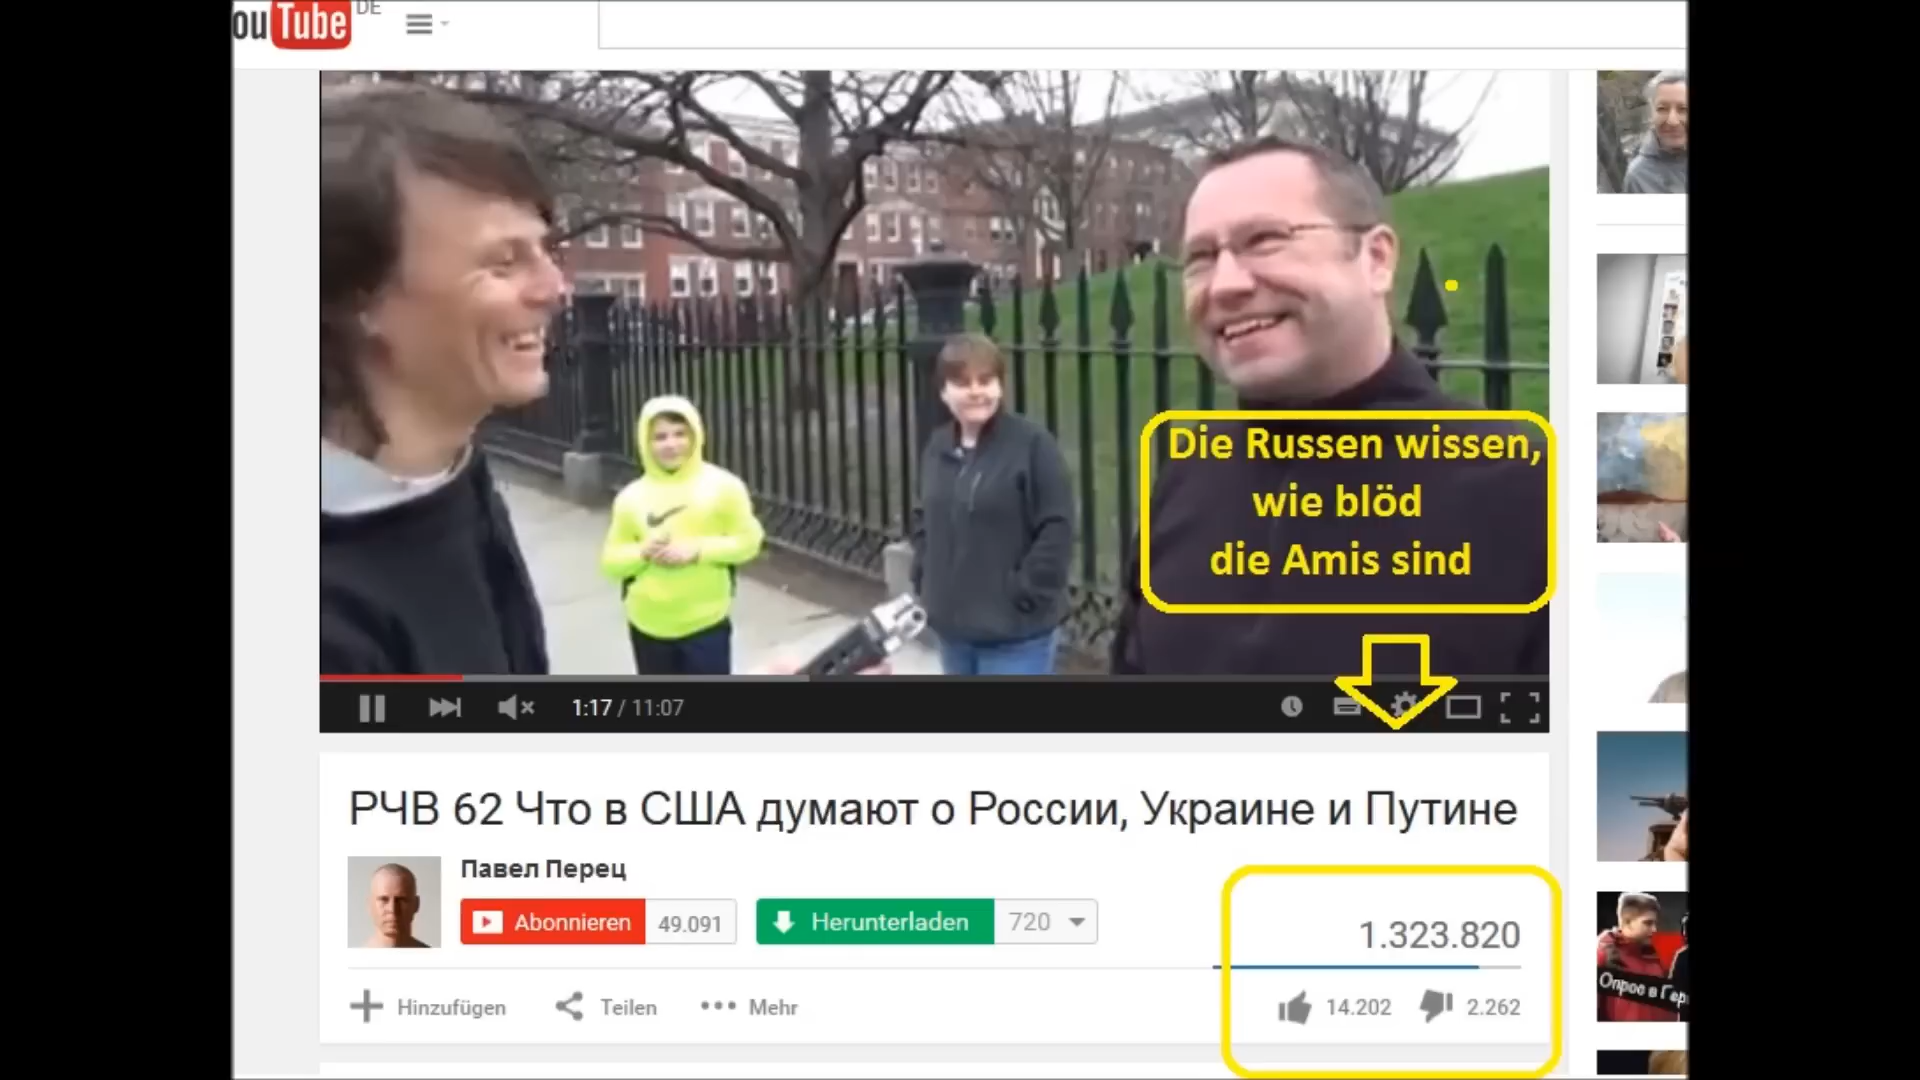 ouTube DE
Die Russen wissen,
wie blöd
die Amis sind
1:17 / 11:07
РЧВ 62 Что в США думают о России, Украине и Путине
Павел Перец
Abonnieren 49.091
Herunterladen 720
1.323.820
Hinzufügen Teilen Mehr
14.202 2.262
Опрос в Гер